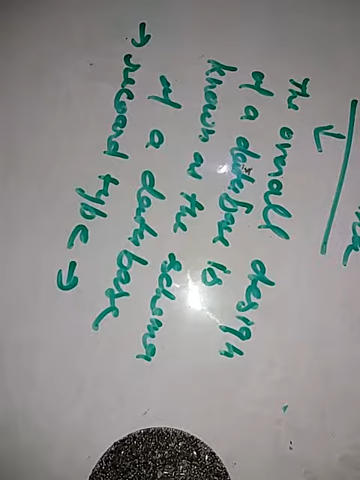 ↓
The overall design
of a database is
known as the schema
of a database
→ record type →